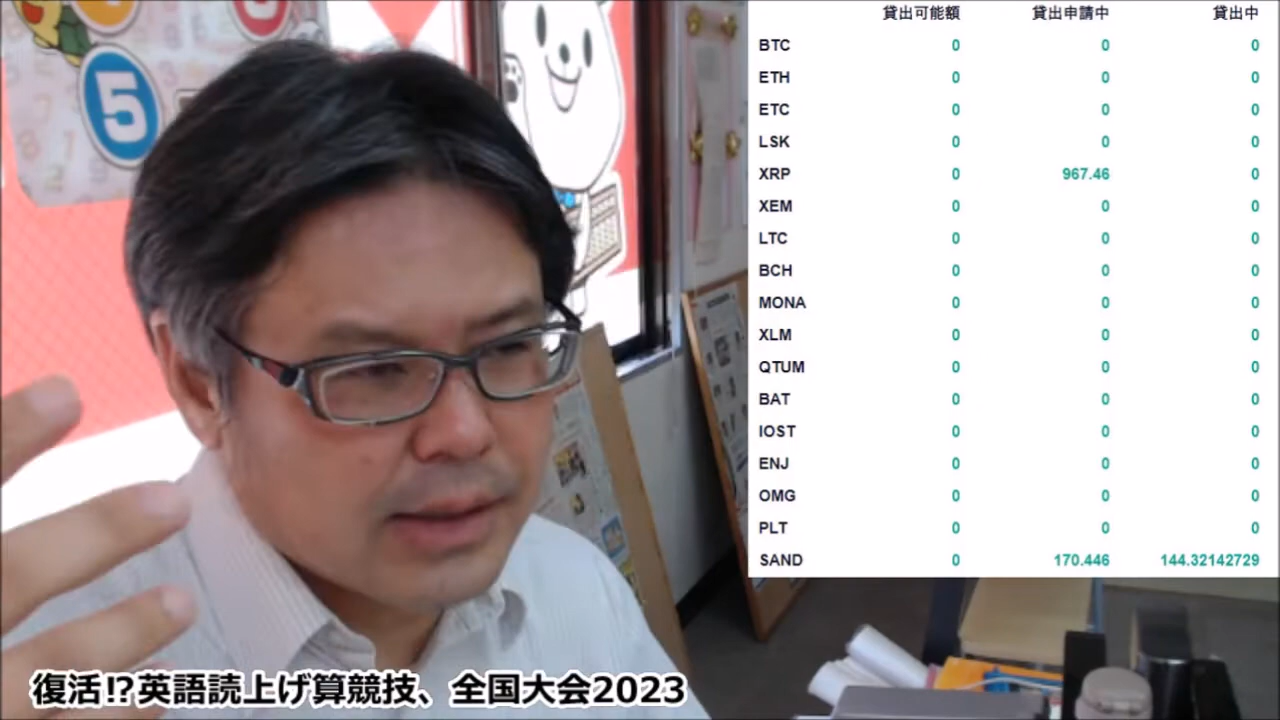 5
貸出可能額 貸出申請中 貸出中
BTC 0 0 0
ETH 0 0 0
ETC 0 0 0
LSK 0 0 0
XRP 0 967.46 0
XEM 0 0 0
LTC 0 0 0
BCH 0 0 0
MONA 0 0 0
XLM 0 0 0
QTUM 0 0 0
BAT 0 0 0
IOST 0 0 0
ENJ 0 0 0
OMG 0 0 0
PLT 0 0 0
SAND 0 170.446 144.32142729
復活⁉英語読上げ算競技、全国大会2023